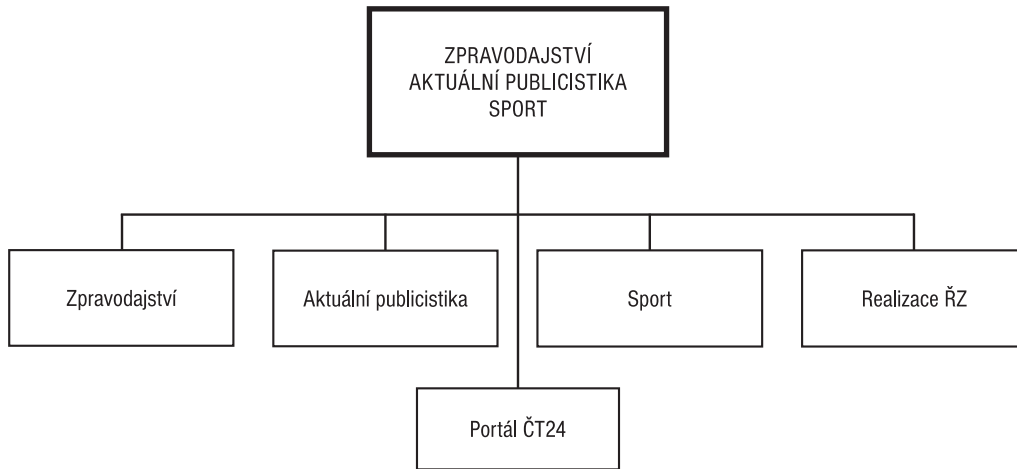 ZPRAVODAJSTVÍ
AKTUÁLNÍ PUBLICISTIKA
SPORT
Zpravodajství
Aktuální publicistika
Sport
Realizace ŘZ
Portál ČT24